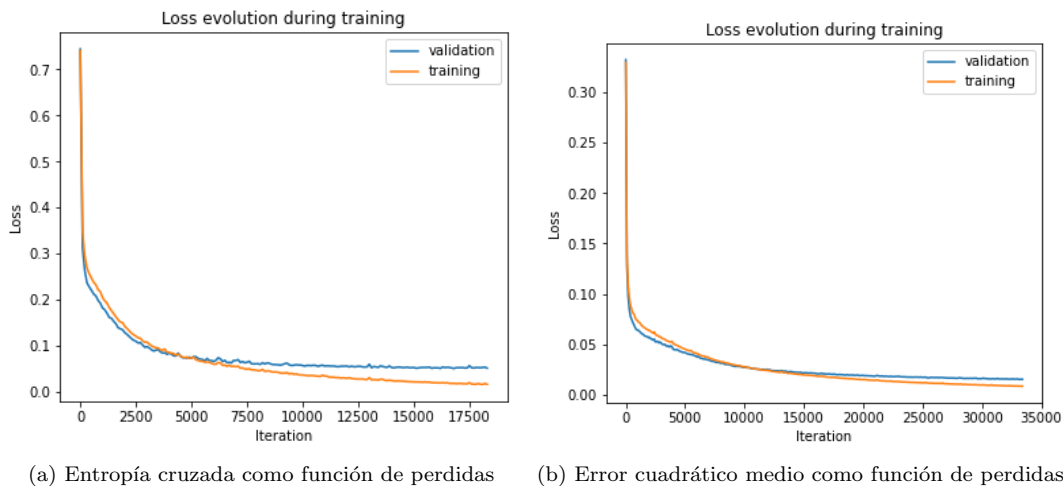 Loss evolution during training
validation
training
0.7
0.6
0.5
0.4
0.3
0.2
0.1
0.0
Loss
0 2500 5000 7500 10000 12500 15000 17500
Iteration
(a) Entropía cruzada como función de perdidas
Loss evolution during training
validation
training
0.30
0.25
0.20
0.15
0.10
0.05
0.00
Loss
0 5000 10000 15000 20000 25000 30000 35000
Iteration
(b) Error cuadrático medio como función de perdidas